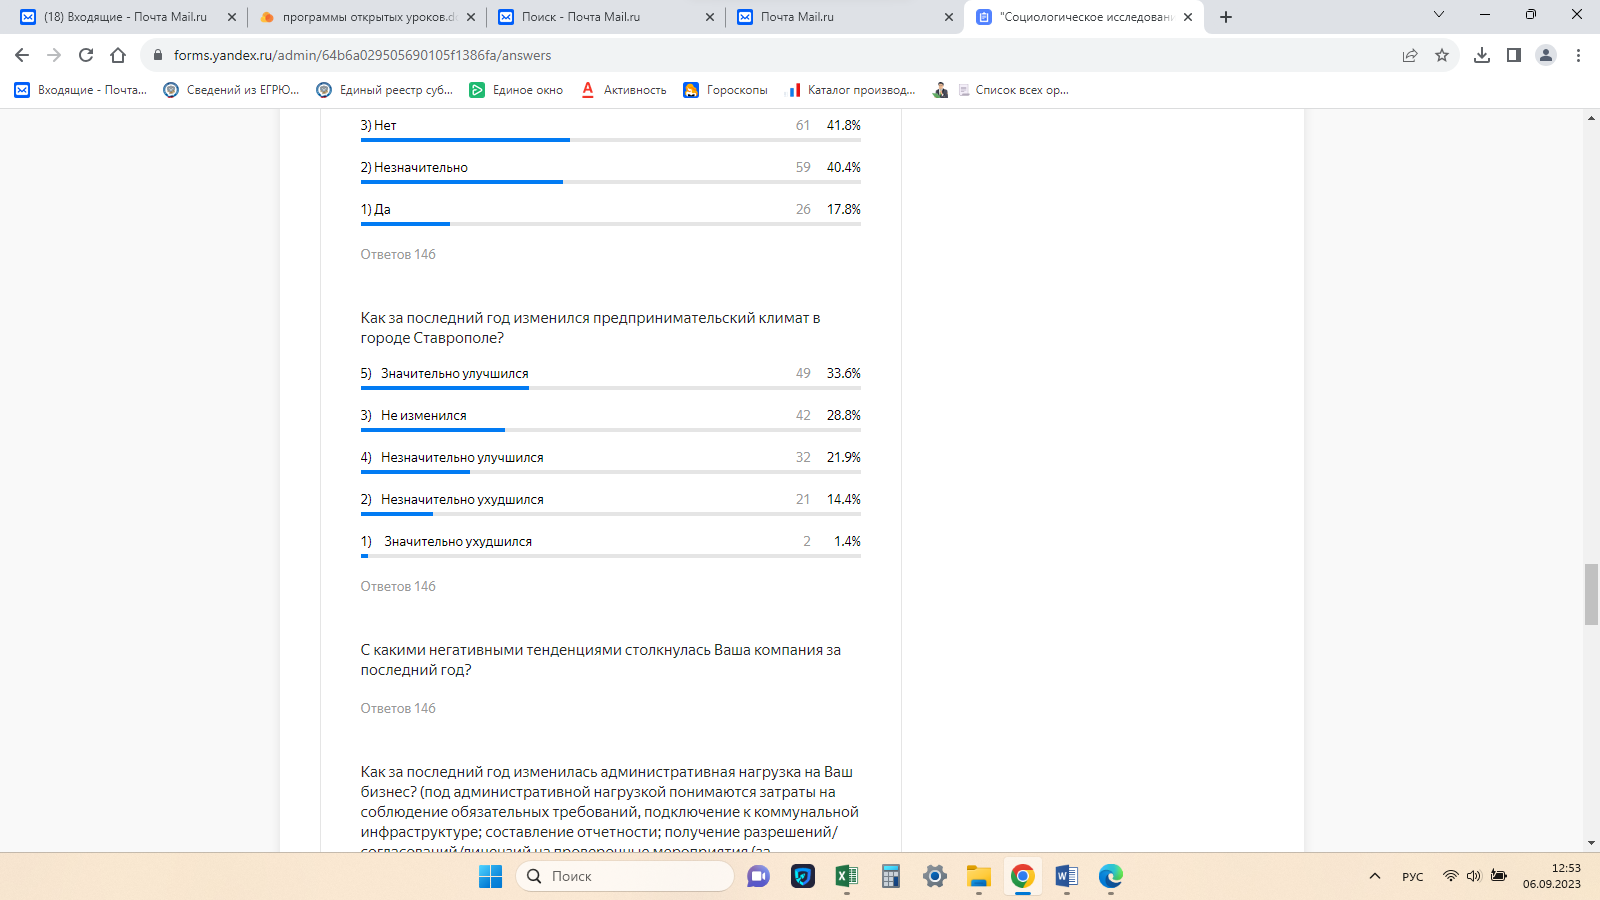 (18) Входящие - Почта Mail.ru
программы открытых уроков.do
Поиск - Почта Mail.ru
Почта Mail.ru
"Социологическое исследовани
forms.yandex.ru/admin/64b6a029505690105f1386fa/answers
Входящие - Почта...
Сведений из ЕГРЮ...
Единый реестр суб...
Единое окно
Активность
Гороскопы
Каталог производ...
Список всех ор...
3) Нет 61 41.8%
2) Незначительно 59 40.4%
1) Да 26 17.8%
Ответов 146
Как за последний год изменился предпринимательский климат в
городе Ставрополе?
5) Значительно улучшился 49 33.6%
3) Не изменился 42 28.8%
4) Незначительно улучшился 32 21.9%
2) Незначительно ухудшился 21 14.4%
1) Значительно ухудшился 2 1.4%
Ответов 146
С какими негативными тенденциями столкнулась Ваша компания за
последний год?
Ответов 146
Как за последний год изменилась административная нагрузка на Ваш
бизнес? (под административной нагрузкой понимаются затраты на
соблюдение обязательных требований, подключение к коммунальной
инфраструктуре; составление отчетности; получение разрешений/
согласований/лицензий на проверочные мероприятия (за
Поиск
РУС
12:53
06.09.2023